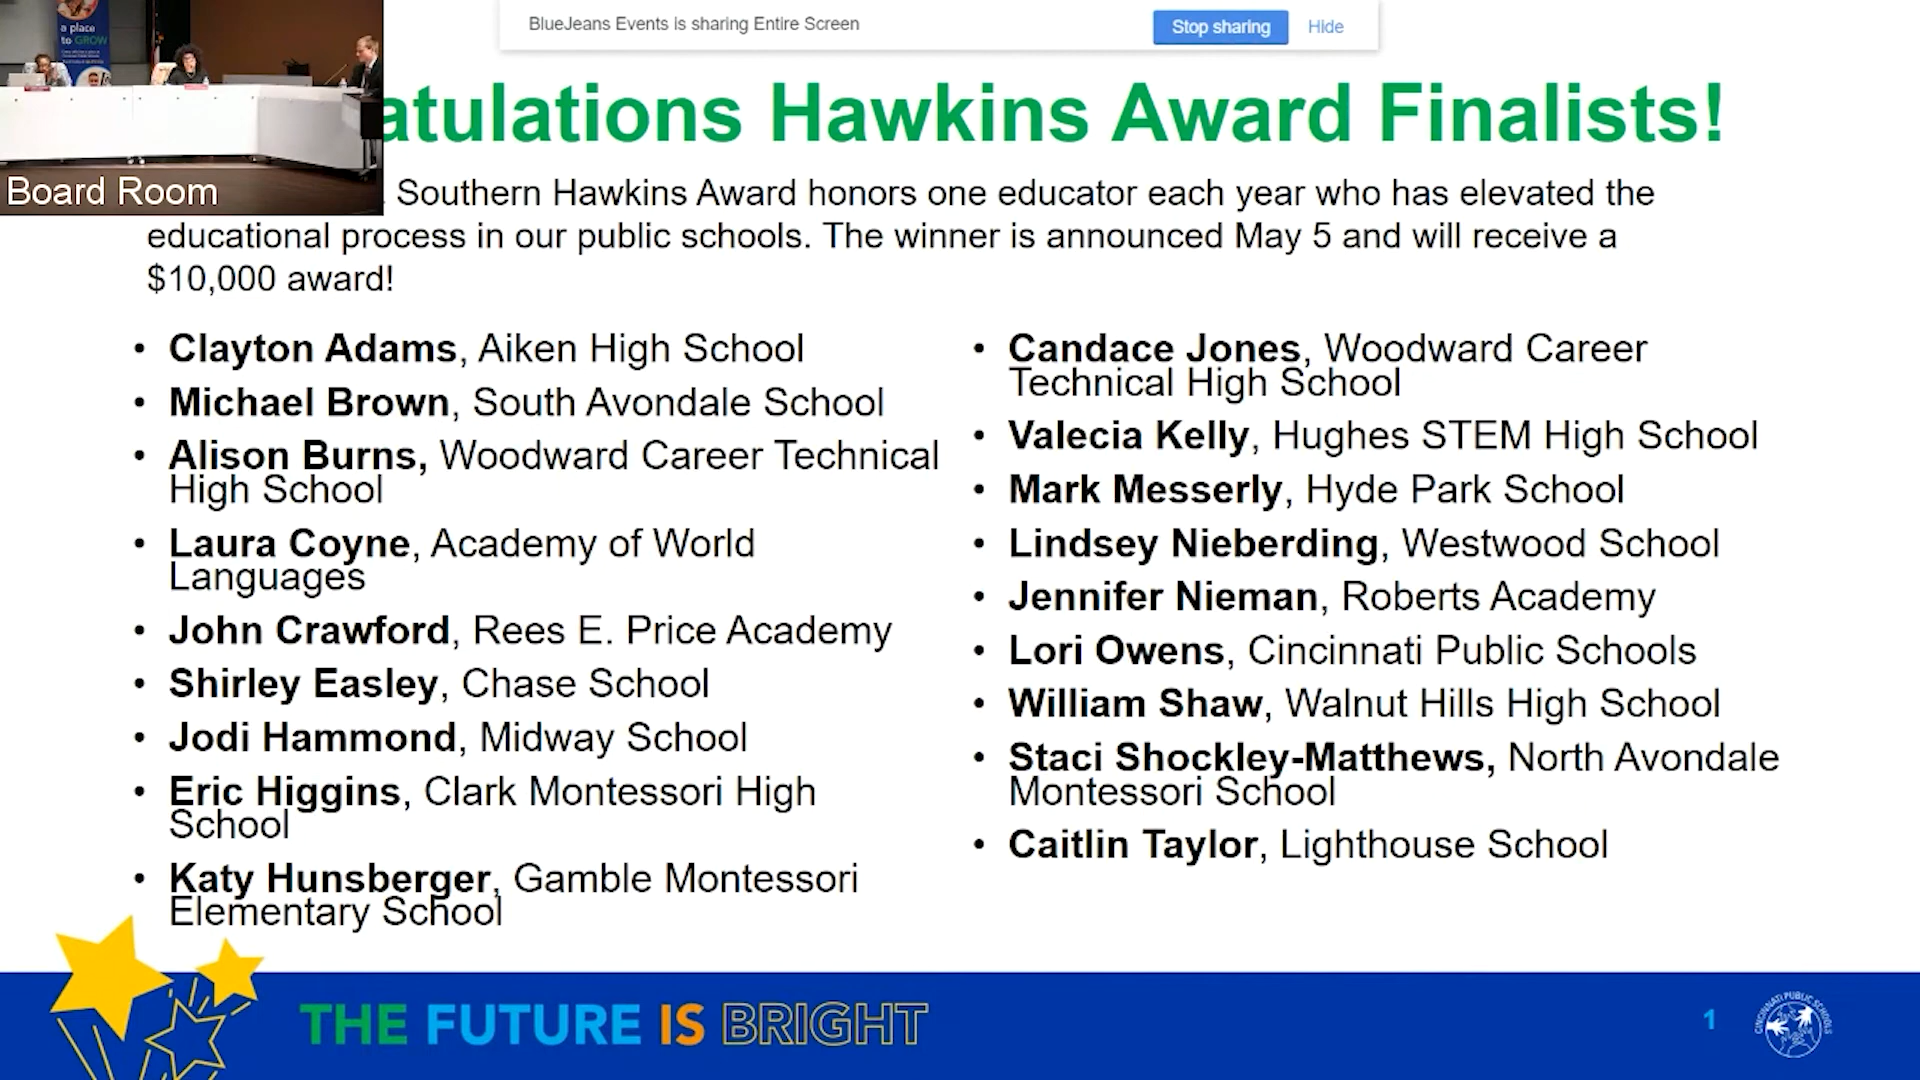 a place
to GROW
Board Room
BlueJeans Events is sharing Entire Screen
Stop sharing
Hide
atulations Hawkins Award Finalists!
Southern Hawkins Award honors one educator each year who has elevated the
educational process in our public schools. The winner is announced May 5 and will receive a
$10,000 award!
• Clayton Adams, Aiken High School
• Michael Brown, South Avondale School
• Alison Burns, Woodward Career Technical
High School
• Laura Coyne, Academy of World
Languages
• John Crawford, Rees E. Price Academy
• Shirley Easley, Chase School
• Jodi Hammond, Midway School
• Eric Higgins, Clark Montessori High
School
• Katy Hunsberger, Gamble Montessori
Elementary School
• Candace Jones, Woodward Career
Technical High School
• Valecia Kelly, Hughes STEM High School
• Mark Messerly, Hyde Park School
• Lindsey Nieberding, Westwood School
• Jennifer Nieman, Roberts Academy
• Lori Owens, Cincinnati Public Schools
• William Shaw, Walnut Hills High School
• Staci Shockley-Matthews, North Avondale
Montessori School
• Caitlin Taylor, Lighthouse School
THE FUTURE IS BRIGHT
1
CINCINNATI PUBLIC SCHOOLS